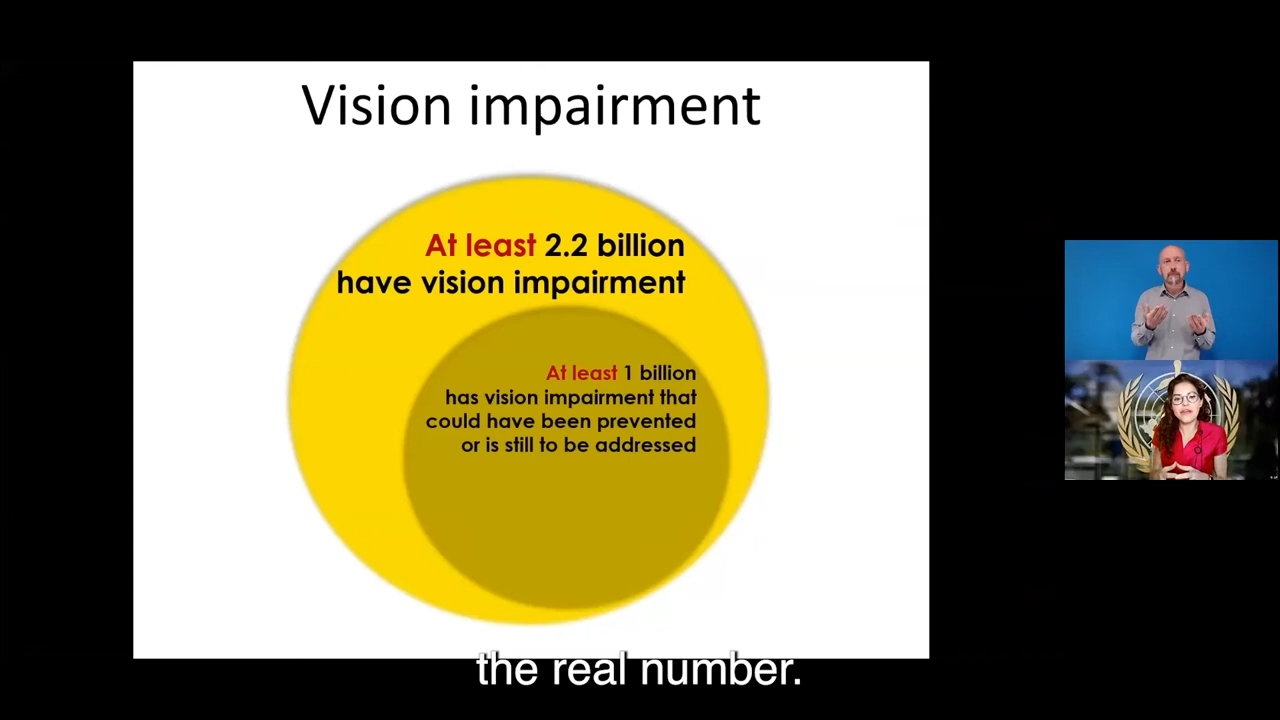 Vision impairment
At least 2.2 billion
have vision impairment
At least 1 billion
has vision impairment that
could have been prevented
or is still to be addressed
the real number.